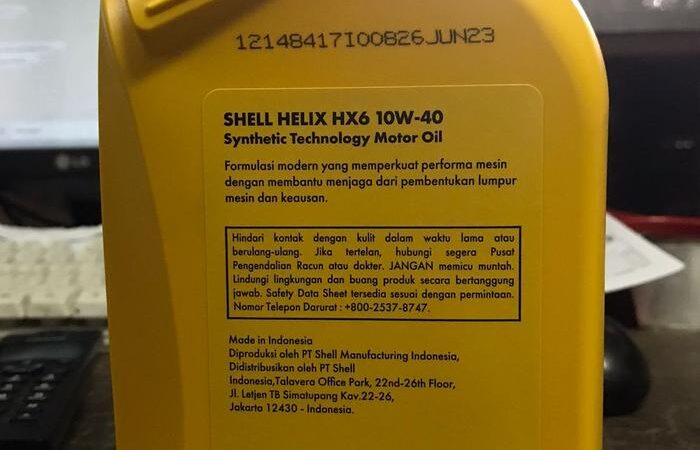 12148417I00826JUN23
SHELL HELIX HX6 10W-40
Synthetic Technology Motor Oil
Formulasi modern yang memperkuat performa mesin
dengan membantu menjaga dari pembentukan lumpur
mesin dan keausan.
Hindari kontak dengan kulit dalam waktu lama atau
berulang-ulang. Jika tertelan, hubungi segera Pusat
Pengendalian Racun atau dokter. JANGAN memicu muntah.
Lindungi lingkungan dan buang produk secara bertanggung
jawab. Safety Data Sheet tersedia sesuai dengan permintaan.
Nomor Telepon Darurat : +800-2537-8747.
Made in Indonesia
Diproduksi oleh PT Shell Manufacturing Indonesia,
Didistribusikan oleh PT Shell
Indonesia,Talavera Office Park, 22nd-26th Floor,
Jl. Letjen TB Simatupang Kav.22-26,
Jakarta 12430 - Indonesia.
LG